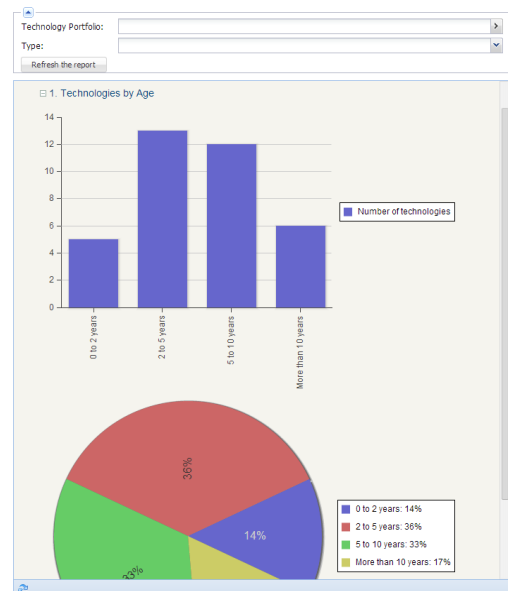 Technology Portfolio:
Type:
Refresh the report
1. Technologies by Age
14
12
10
8
6
4
2
0
0 to 2 years
2 to 5 years
5 to 10 years
More than 10 years
Number of technologies
36%
14%
33%
0 to 2 years: 14%
2 to 5 years: 36%
5 to 10 years: 33%
More than 10 years: 17%